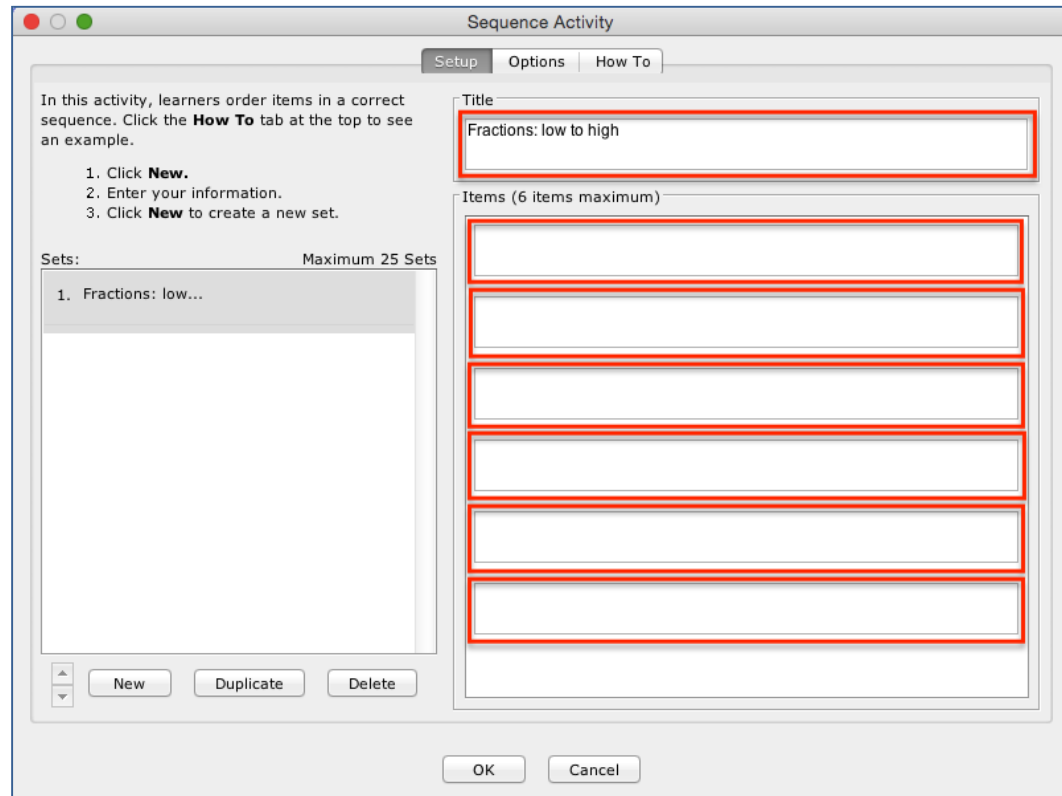 Sequence Activity
Setup
Options
How To
In this activity, learners order items in a correct
sequence. Click the How To tab at the top to see
an example.
1. Click New.
2. Enter your information.
3. Click New to create a new set.
Sets:
Maximum 25 Sets
1. Fractions: low...
New
Duplicate
Delete
Title
Fractions: low to high
Items (6 items maximum)
OK
Cancel